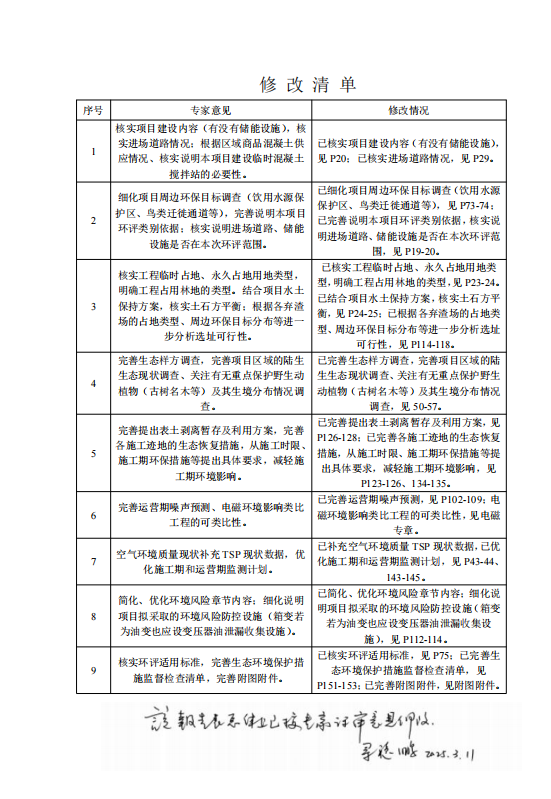 修 改 清 单
序号 专家意见 修改情况
1
核实项目建设内容（有没有储能设施），核
实进场道路情况；根据区域商品混凝土供
应情况、核实说明本项目建设临时混凝土
搅拌站的必要性。
已核实项目建设内容（有没有储能设施），
见 P20；已核实进场道路情况，见 P29。
2
细化项目周边环保目标调查（饮用水源保
护区、鸟类迁徙通道等），完善说明本项目
环评类别依据；核实说明进场道路、储能
设施是否在本次环评范围。
已细化项目周边环保目标调查（饮用水源
保护区、鸟类迁徙通道等），见 P73-74；
已完善说明本项目环评类别依据，核实说
明进场道路、储能设施是否在本次环评范
围，见 P19-20。
3
核实工程临时占地、永久占地用地类型，
明确工程占用林地的类型。结合项目水土
保持方案，核实土石方平衡；根据各弃渣
场的占地类型、周边环保目标分布等进一
步分析选址可行性。
已核实工程临时占地、永久占地用地类
型，明确工程占用林地的类型，见 P23-24。
已结合项目水土保持方案，核实土石方平
衡，见 P24-25；已根据各弃渣场的占地类
型、周边环保目标分布等进一步分析选址
可行性，见 P114-118。
4
完善生态样方调查，完善项目区域的陆生
生态现状调查、关注有无重点保护野生动
植物（古树名木等）及其生境分布情况调
查。
已完善生态样方调查，完善项目区域的陆
生生态现状调查、关注有无重点保护野生
动植物（古树名木等）及其生境分布情况
调查，见 50-57。
5
完善提出表土剥离暂存及利用方案，完善
各施工迹地的生态恢复措施，从施工时限、
施工期环保措施等提出具体要求，减轻施
工期环境影响。
已完善提出表土剥离暂存及利用方案，见
P126-128；已完善各施工迹地的生态恢复
措施，从施工时限、施工期环保措施等提
出具体要求，减轻施工期环境影响，见
P123-126、134-135。
6
完善运营期噪声预测、电磁环境影响类比
工程的可类比性。
已完善运营期噪声预测，见 P102-109；电
磁环境影响类比工程的可类比性，见电磁
专章。
7
空气环境质量现状补充 TSP 现状数据，优
化施工期和运营期监测计划。
已补充空气环境质量 TSP 现状数据，已优
化施工期和运营期监测计划，见 P43-44、
143-145。
8
简化、优化环境风险章节内容；细化说明
项目拟采取的环境风险防控设施（箱变若
为油变也应设变压器油泄漏收集设施）。
已简化、优化环境风险章节内容；细化说明
项目拟采取的环境风险防控设施（箱变
若为油变也应设变压器油泄漏收集设
施），见 P112-114。
9
核实环评适用标准，完善生态环境保护措
施监督检查清单，完善附图附件。
已核实环评适用标准，见 P75；已完善生
态环境保护措施监督检查清单，见
P151-153；已完善附图附件，见附图附件。
该报告表总体上已按专家评审意见修改。
2025.3.11